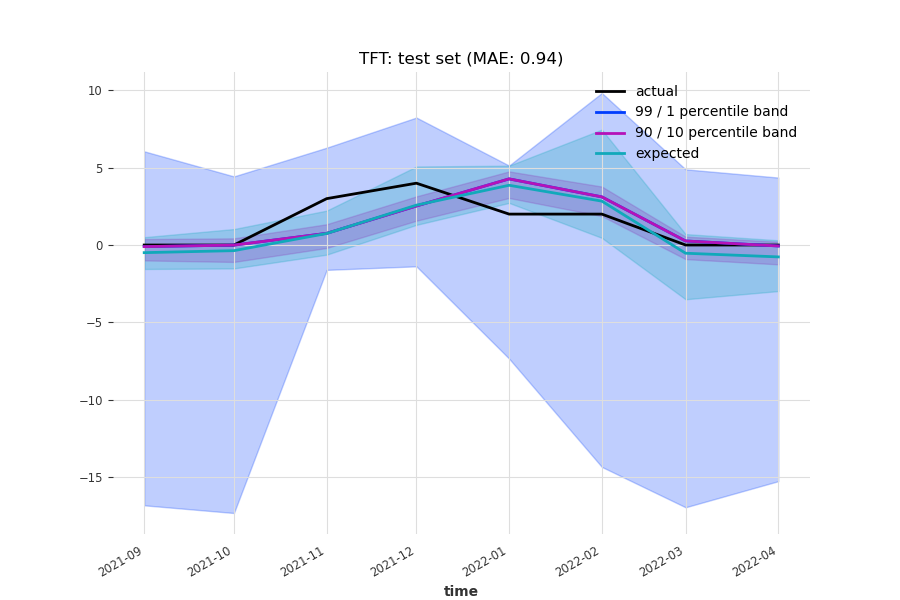 TFT: test set (MAE: 0.94)
actual
99 / 1 percentile band
90 / 10 percentile band
expected
10
5
0
−5
−10
−15
2021-09
2021-10
2021-11
2021-12
2022-01
2022-02
2022-03
2022-04
time